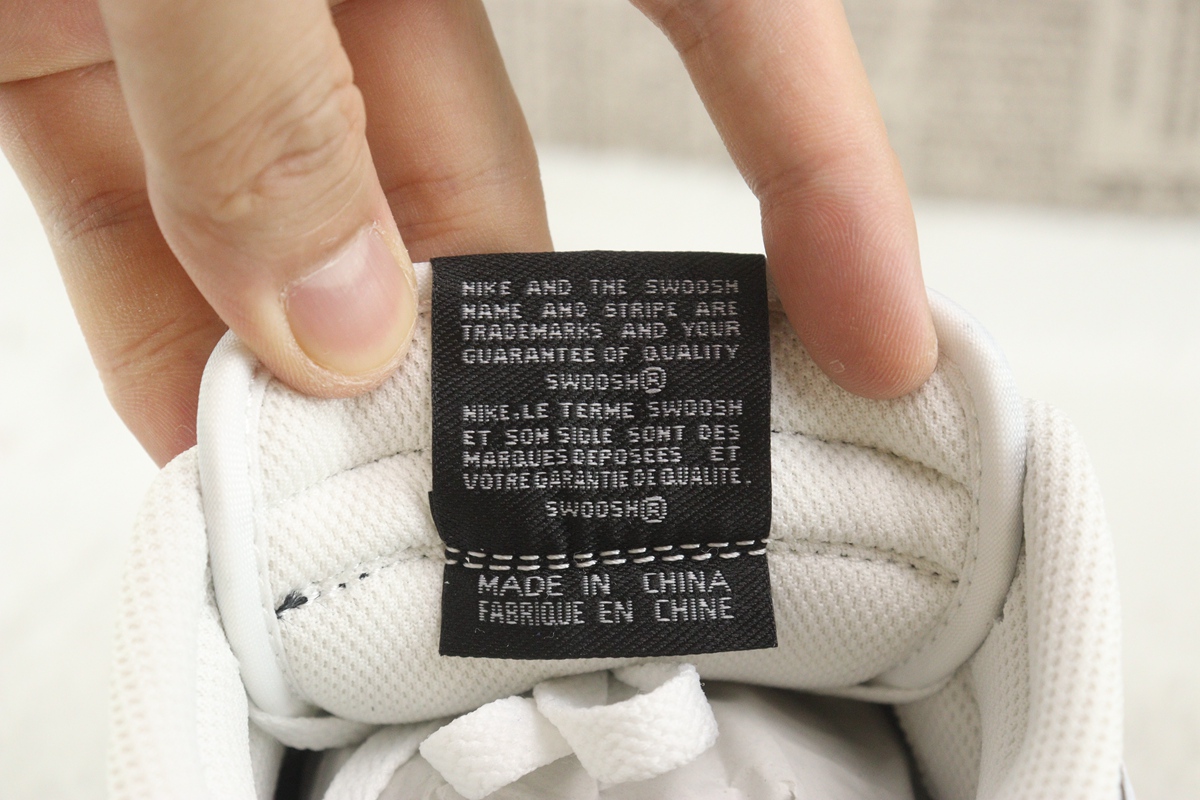 NIKE AND THE SWOOSH
NAME AND STRIPE ARE
TRADEMARKS AND YOUR
GUARANTEE OF QUALITY
SWOOSH®
NIKE.LE TERME SWOOSH
ET SON SIGLE SONT DES
MARQUES DEPOSEES ET
VOTRE GARANTIE DE QUALITE.
SWOOSH®
MADE IN CHINA
FABRIQUE EN CHINE